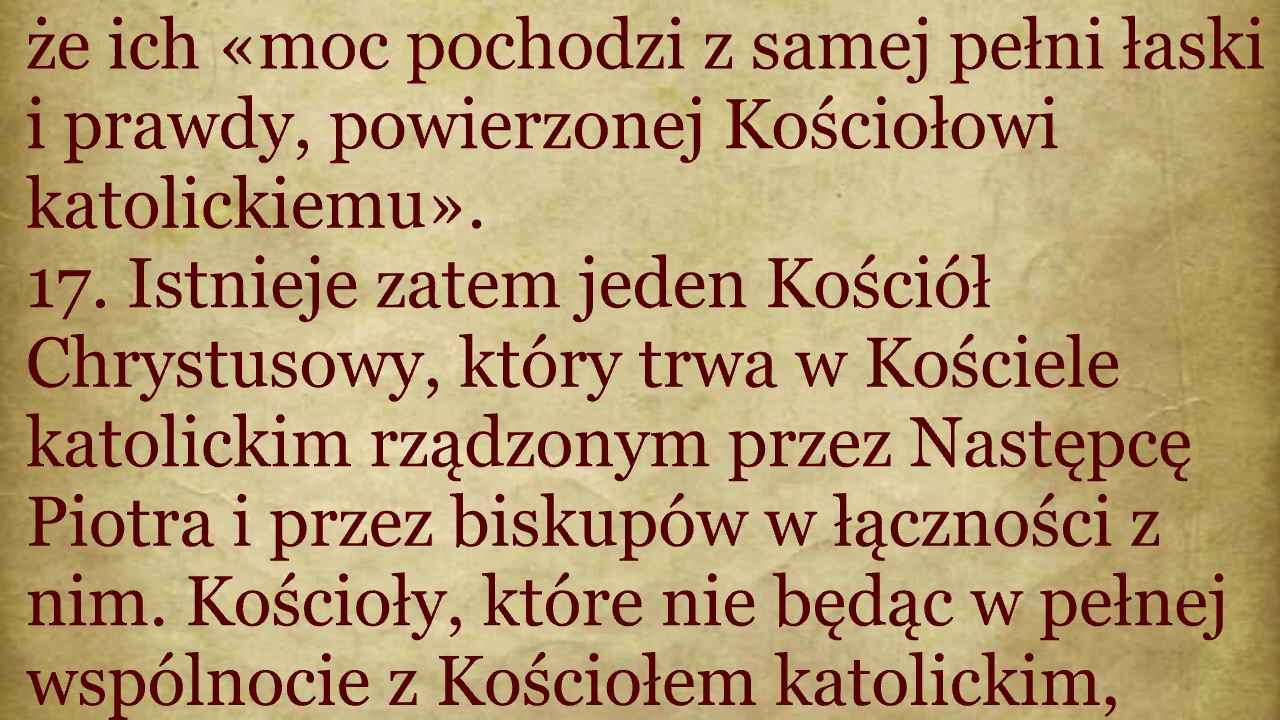 że ich «moc pochodzi z samej pełni łaski
i prawdy, powierzonej Kościołowi
katolickiemu».
17. Istnieje zatem jeden Kościół
Chrystusowy, który trwa w Kościele
katolickim rządzonym przez Następcę
Piotra i przez biskupów w łączności z
nim. Kościoły, które nie będąc w pełnej
wspólnocie z Kościołem katolickim,